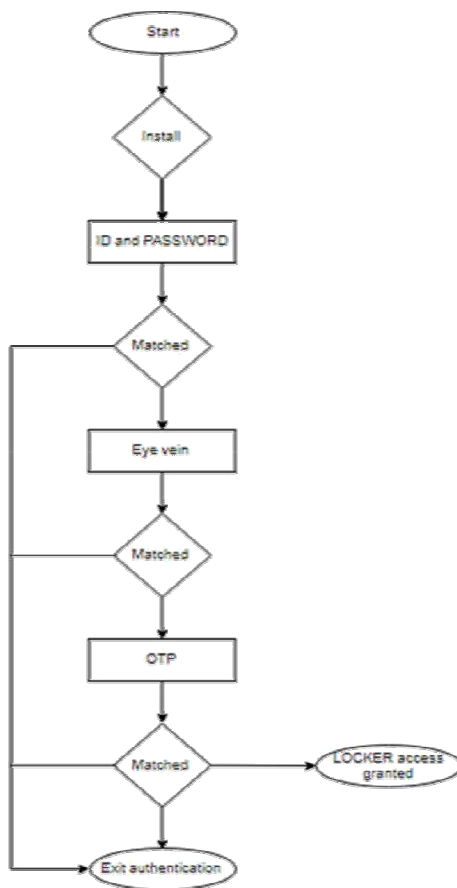 Start
Install
ID and PASSWORD
Matched
Eye vein
Matched
OTP
Matched
LOCKER access
granted
Exit authentication